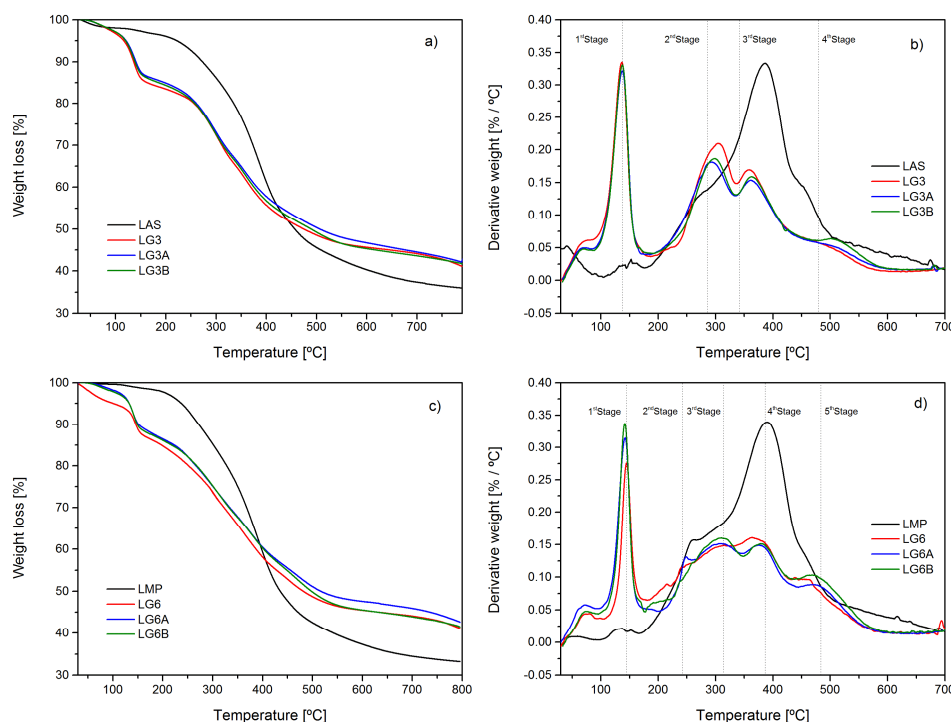 a)
Weight loss [%]
100
90
80
70
60
50
40
30
LAS
LG3
LG3A
LG3B
100 200 300 400 500 600 700
Temperature [ºC]
b)
1stStage 2ndStage 3rdStage 4thStage
Derivative weight [% / ºC]
0.40
0.35
0.30
0.25
0.20
0.15
0.10
0.05
0.00
-0.05
LAS
LG3
LG3A
LG3B
100 200 300 400 500 600 700
Temperature [ºC]
c)
Weight loss [%]
100
90
80
70
60
50
40
30
LMP
LG6
LG6A
LG6B
100 200 300 400 500 600 700 800
Temperature [ºC]
d)
1stStage 2ndStage 3rdStage 4thStage 5thStage
Derivative weight [% / ºC]
0.40
0.35
0.30
0.25
0.20
0.15
0.10
0.05
0.00
-0.05
LMP
LG6
LG6A
LG6B
100 200 300 400 500 600 700
Temperature [ºC]